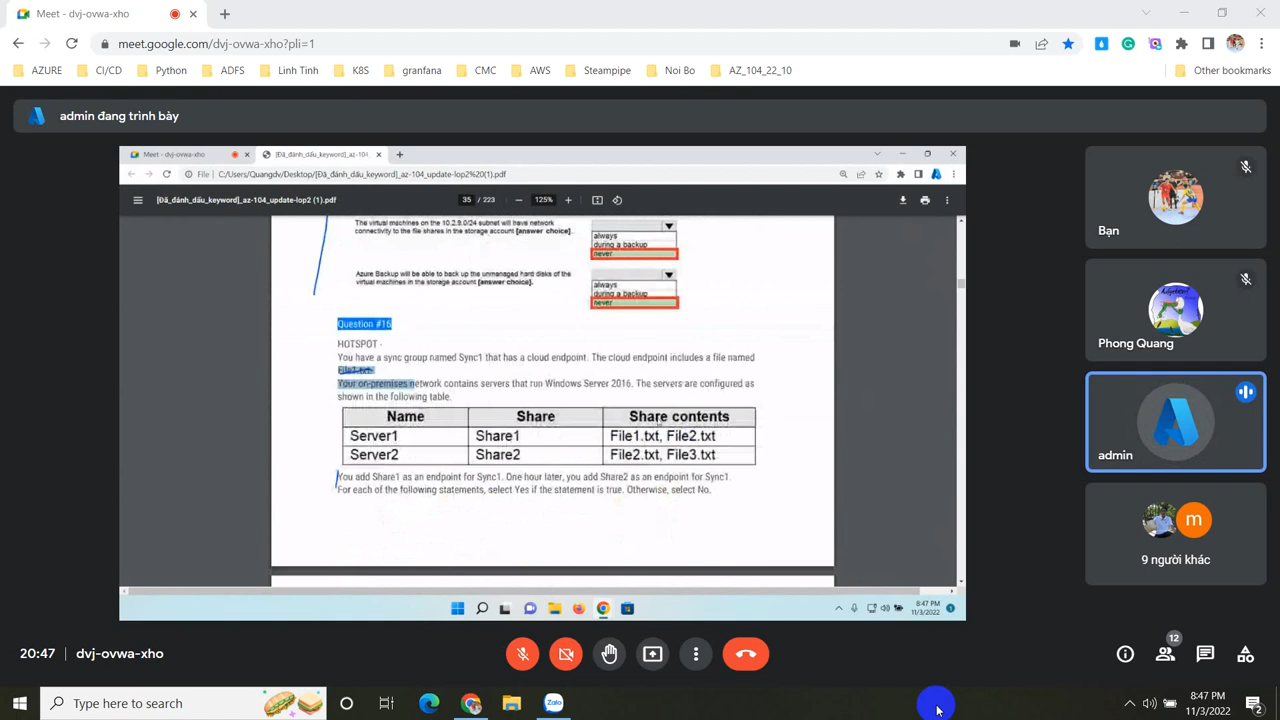 Meet - dvj-ovwa-xho
meet.google.com/dvj-ovwa-xho?pli=1
AZURE CI/CD Python ADFS Linh Tinh K8S granfana CMC AWS Steampipe Noi Bo AZ_104_22_10 Other bookmarks
admin đang trình bày
Meet - dvj-ovwa-xho [Đã_đánh_dấu_keyword]_az-104_
File C:/Users/Quangdv/Desktop/[Đã_đánh_dấu_keyword]_az-104_update-lop2%20(1).pdf
[Đã_đánh_dấu_keyword]_az-104_update-lop2 (1).pdf 35 / 223 125%
The virtual machines on the 10.2.9.0/24 subnet will have network
connectivity to the file shares in the storage account [answer choice].
always
during a backup
never
Azure Backup will be able to back up the unmanaged hard disks of the
virtual machines in the storage account [answer choice].
always
during a backup
never
Question #16
HOTSPOT -
You have a sync group named Sync1 that has a cloud endpoint. The cloud endpoint includes a file named
File1.txt.
Your on-premises network contains servers that run Windows Server 2016. The servers are configured as
shown in the following table.
Name Share Share contents
Server1 Share1 File1.txt, File2.txt
Server2 Share2 File2.txt, File3.txt
You add Share1 as an endpoint for Sync1. One hour later, you add Share2 as an endpoint for Sync1.
For each of the following statements, select Yes if the statement is true. Otherwise, select No.
8:47 PM
11/3/2022
Bạn
Phong Quang
admin
m
9 người khác
20:47 dvj-ovwa-xho
12
Type here to search
Zalo
8:47 PM
11/3/2022
2